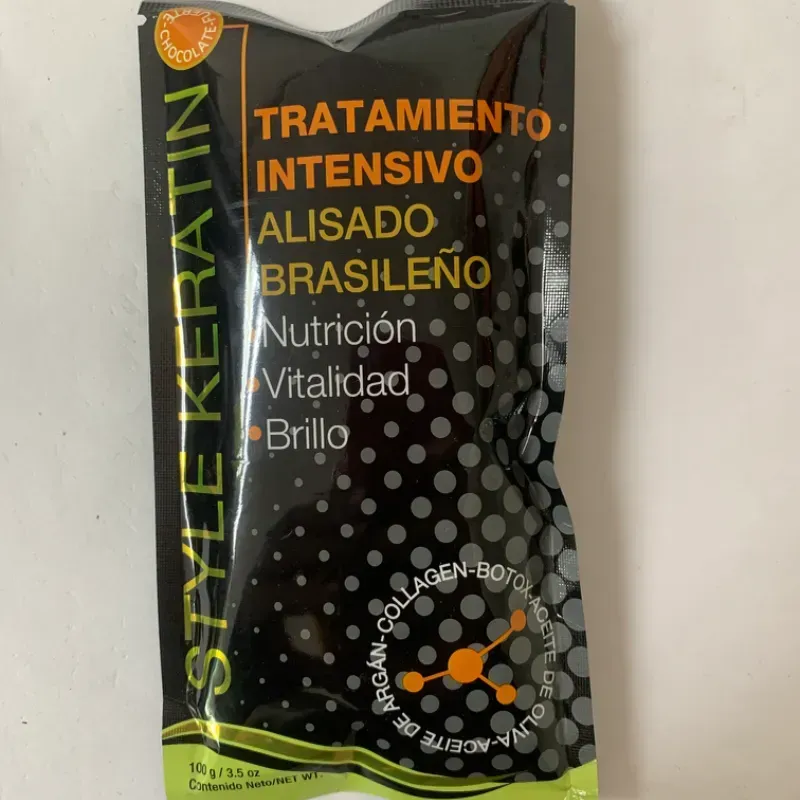 -CHOCOLATE-
STYLE KERATIN
TRATAMIENTO
INTENSIVO
ALISADO
BRASILEÑO
Nutrición
•Vitalidad
•Brillo
ACEITE DE ARGÁN-COLLAGEN-BOTOX-ACEITE DE OLIVA-
100 g / 3.5 oz
Contenido Neto/NET WT.